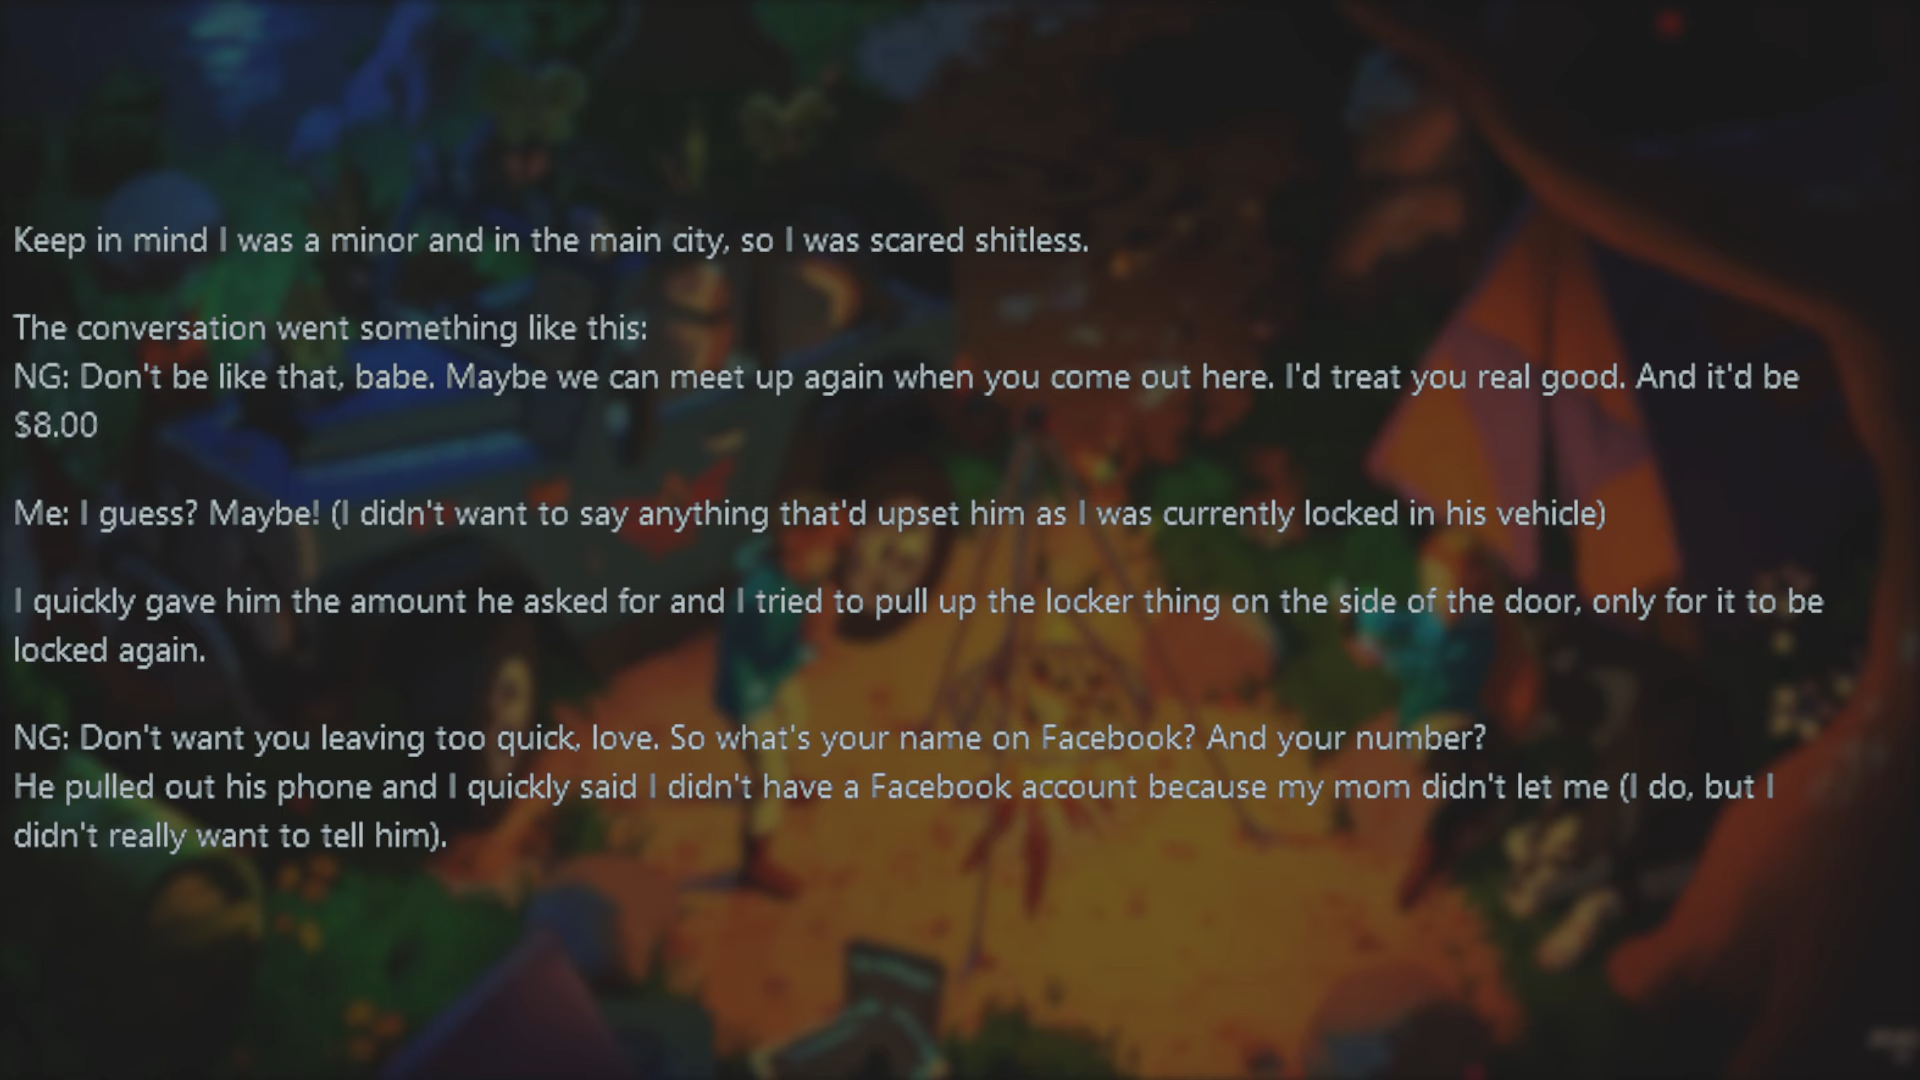 Keep in mind I was a minor and in the main city, so I was scared shitless.
The conversation went something like this:
NG: Don't be like that, babe. Maybe we can meet up again when you come out here. I'd treat you real good. And it'd be
$8.00
Me: I guess? Maybe! (I didn't want to say anything that'd upset him as I was currently locked in his vehicle)
I quickly gave him the amount he asked for and I tried to pull up the locker thing on the side of the door, only for it to be
locked again.
NG: Don't want you leaving too quick, love. So what's your name on Facebook? And your number?
He pulled out his phone and I quickly said I didn't have a Facebook account because my mom didn't let me (I do, but I
didn't really want to tell him).